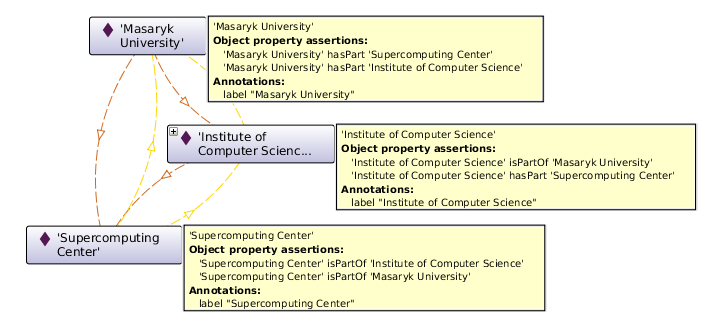 'Masaryk
University'
'Masaryk University'
Object property assertions:
'Masaryk University' hasPart 'Supercomputing Center'
'Masaryk University' hasPart 'Institute of Computer Science'
Annotations:
label "Masaryk University"
'Institute of
Computer Scienc...
'Institute of Computer Science'
Object property assertions:
'Institute of Computer Science' isPartOf 'Masaryk University'
'Institute of Computer Science' hasPart 'Supercomputing Center'
Annotations:
label "Institute of Computer Science"
'Supercomputing
Center'
'Supercomputing Center'
Object property assertions:
'Supercomputing Center' isPartOf 'Institute of Computer Science'
'Supercomputing Center' isPartOf 'Masaryk University'
Annotations:
label "Supercomputing Center"